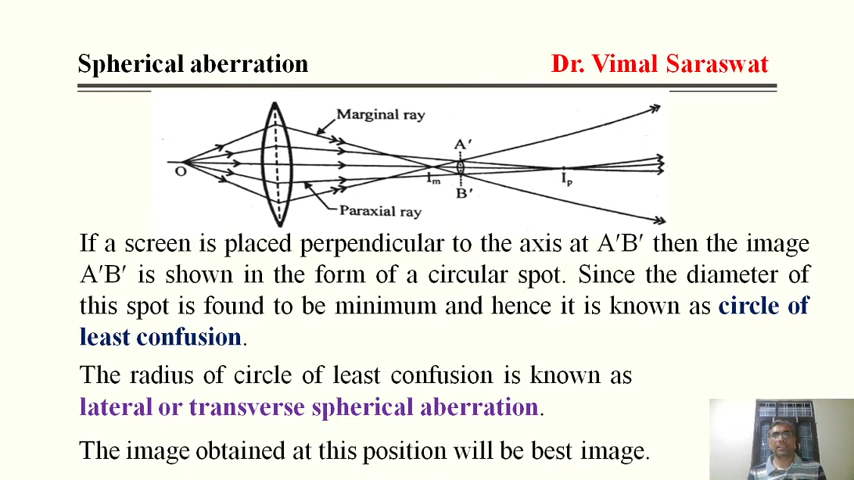 Spherical aberration Dr. Vimal Saraswat
Marginal ray
A′
O
Im
Ip
B′
Paraxial ray
If a screen is placed perpendicular to the axis at A′B′ then the image
A′B′ is shown in the form of a circular spot. Since the diameter of
this spot is found to be minimum and hence it is known as circle of
least confusion.
The radius of circle of least confusion is known as
lateral or transverse spherical aberration.
The image obtained at this position will be best image.